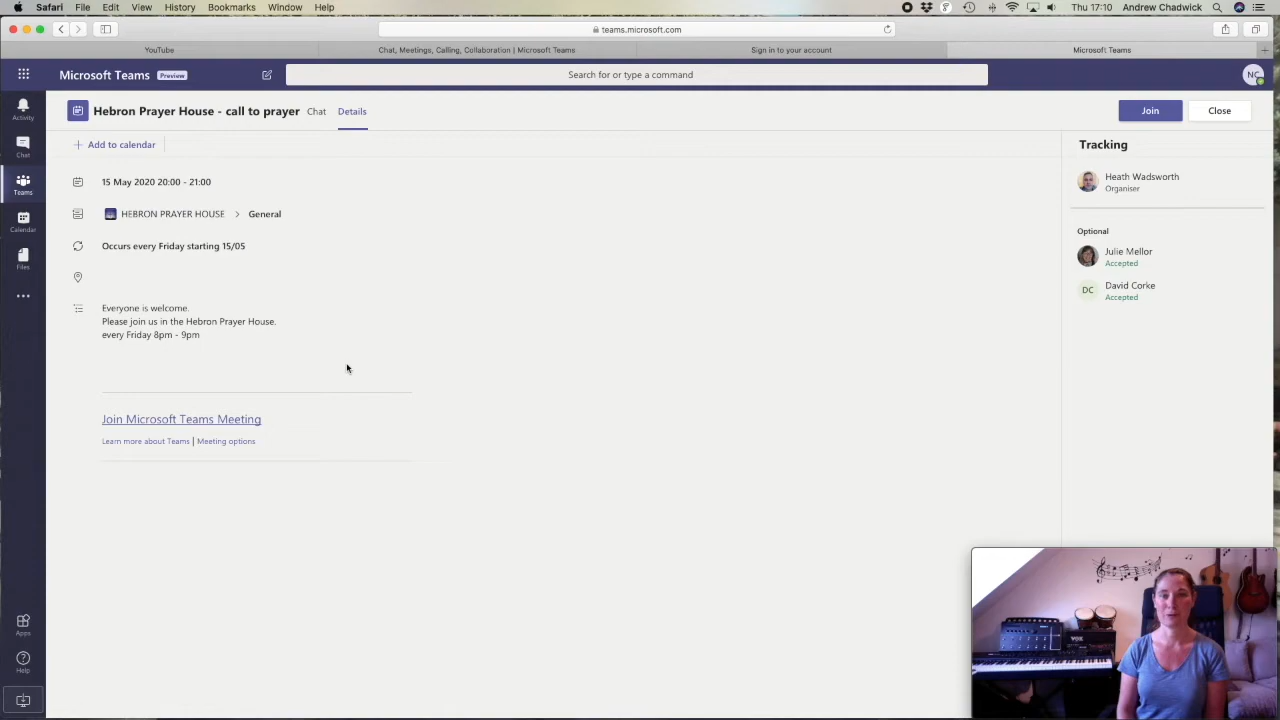 Safari File Edit View History Bookmarks Window Help Thu 17:10 Andrew Chadwick
teams.microsoft.com
YouTube Chat, Meetings, Calling, Collaboration | Microsoft Teams Sign in to your account Microsoft Teams
Microsoft Teams Preview Search for or type a command NC
Hebron Prayer House - call to prayer Chat Details Join Close
Activity
Chat
Teams
Calendar
Files
Apps
Help
+ Add to calendar
15 May 2020 20:00 - 21:00
HEBRON PRAYER HOUSE > General
Occurs every Friday starting 15/05
Everyone is welcome.
Please join us in the Hebron Prayer House.
every Friday 8pm - 9pm
Join Microsoft Teams Meeting
Learn more about Teams | Meeting options
Tracking
Heath Wadsworth
Organiser
Optional
Julie Mellor
Accepted
DC David Corke
Accepted
VOX